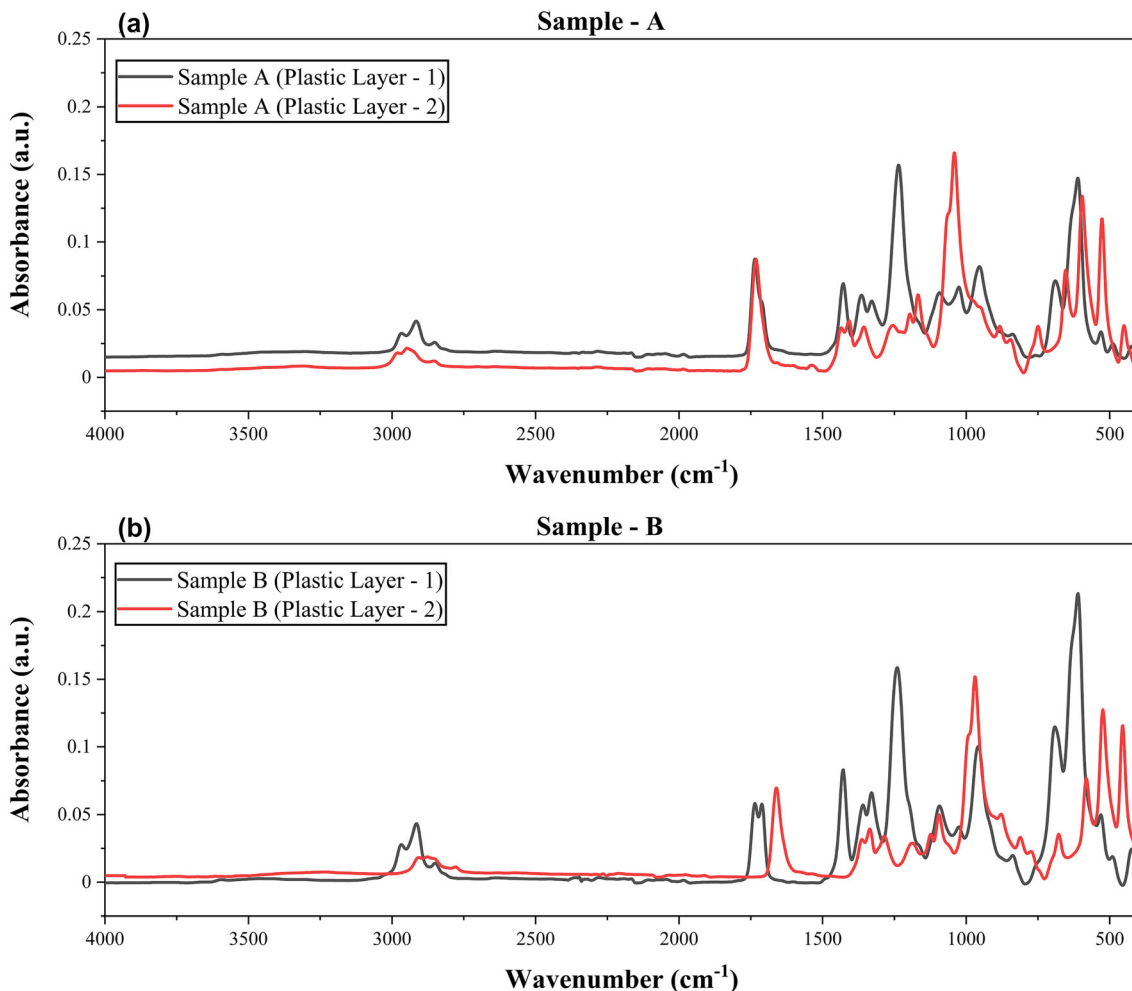 (a) Sample - A
0.25
0.2
0.15
0.1
0.05
0
Absorbance (a.u.)
Sample A (Plastic Layer - 1)
Sample A (Plastic Layer - 2)
4000 3500 3000 2500 2000 1500 1000 500
Wavenumber (cm-1)
(b) Sample - B
0.25
0.2
0.15
0.1
0.05
0
Absorbance (a.u.)
Sample B (Plastic Layer - 1)
Sample B (Plastic Layer - 2)
4000 3500 3000 2500 2000 1500 1000 500
Wavenumber (cm-1)